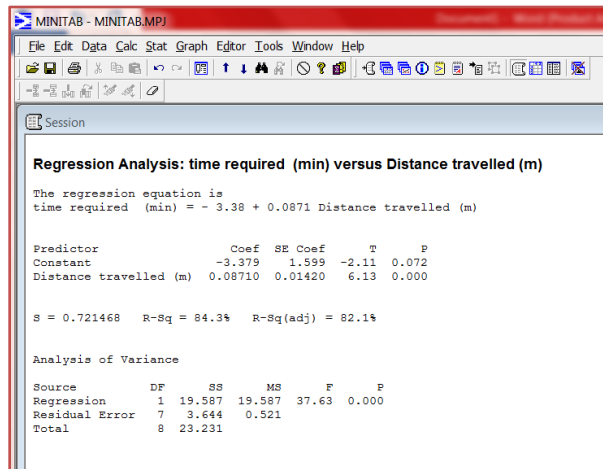 MINITAB - MINITAB.MPJ
File Edit Data Calc Stat Graph Editor Tools Window Help
Session
Regression Analysis: time required (min) versus Distance travelled (m)
The regression equation is
time required (min) = - 3.38 + 0.0871 Distance travelled (m)
Predictor Coef SE Coef T P
Constant -3.379 1.599 -2.11 0.072
Distance travelled (m) 0.08710 0.01420 6.13 0.000
S = 0.721468 R-Sq = 84.3% R-Sq(adj) = 82.1%
Analysis of Variance
Source DF SS MS F P
Regression 1 19.587 19.587 37.63 0.000
Residual Error 7 3.644 0.521
Total 8 23.231